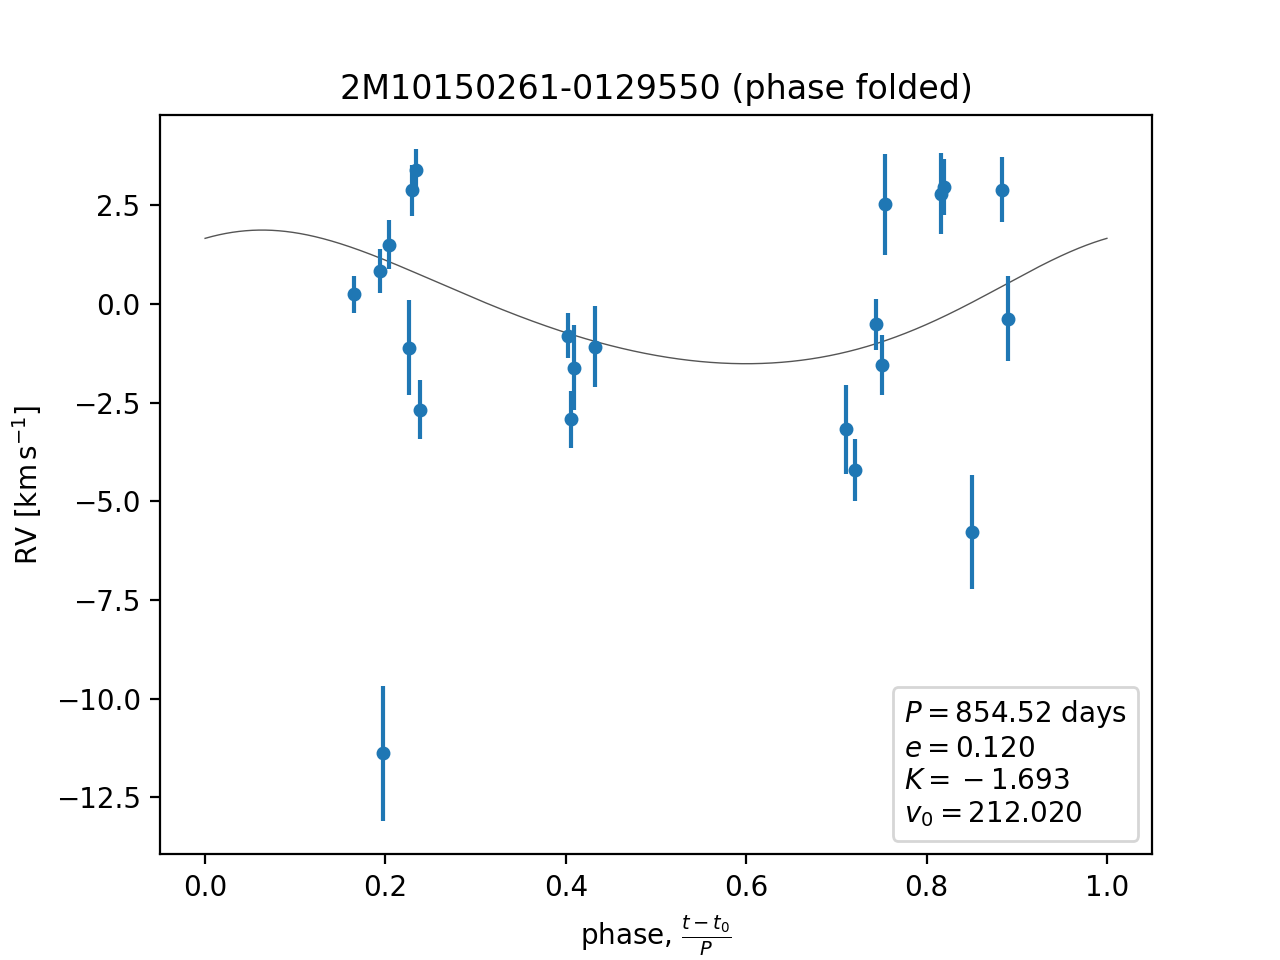 2M10150261-0129550 (phase folded)
RV [km s⁻¹]
2.5
0.0
−2.5
−5.0
−7.5
−10.0
−12.5
P = 854.52 days
e = 0.120
K = −1.693
v₀ = 212.020
0.0 0.2 0.4 0.6 0.8 1.0
phase, (t − t₀)/P